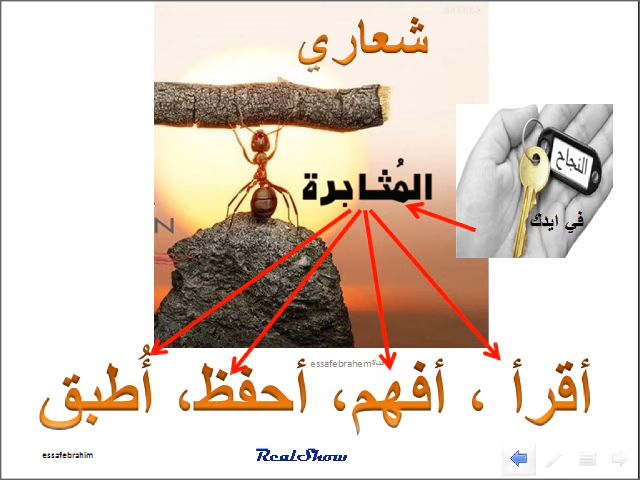 شعاري
النجاح
المُثابرة
في ايدك
essafebrahem
أقرأ ، أفهم، أحفظ، أُطبق
essafebrahim
RealShow